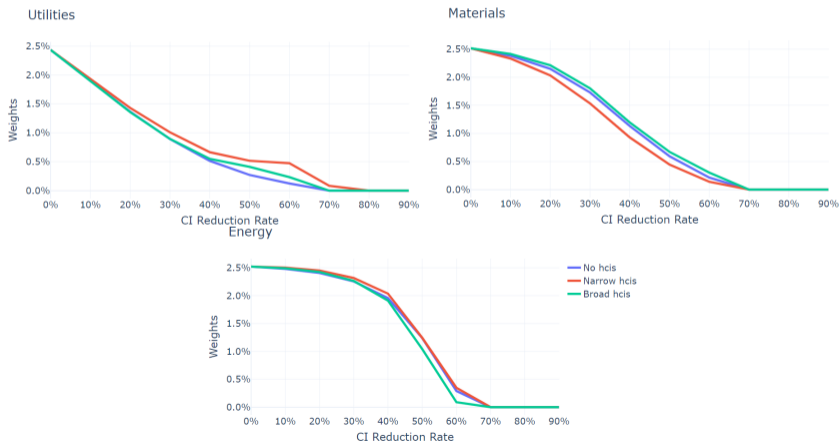 Utilities
Materials
2.5%
2.0%
1.5%
1.0%
0.5%
0.0%
Weights
0% 10% 20% 30% 40% 50% 60% 70% 80% 90%
CI Reduction Rate
2.5%
2.0%
1.5%
1.0%
0.5%
0.0%
Weights
0% 10% 20% 30% 40% 50% 60% 70% 80% 90%
CI Reduction Rate
Energy
2.5%
2.0%
1.5%
1.0%
0.5%
0.0%
Weights
0% 10% 20% 30% 40% 50% 60% 70% 80% 90%
CI Reduction Rate
No hcis
Narrow hcis
Broad hcis